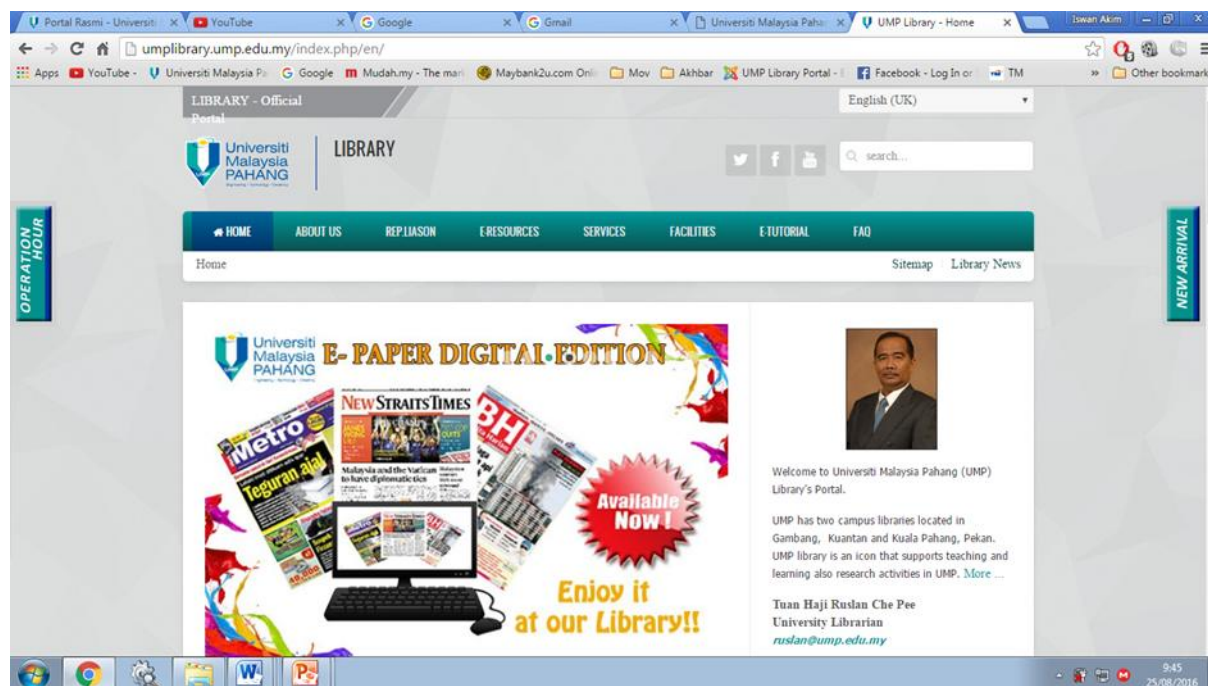 Portal Rasmi - Universiti
YouTube
Google
Gmail
Universiti Malaysia Paha
UMP Library - Home
Iswan Akim
umplibrary.ump.edu.my/index.php/en/
Apps
YouTube -
Universiti Malaysia Pa
Google
Mudah.my - The mar
Maybank2u.com Onli
Mov
Akhbar
UMP Library Portal -
Facebook - Log In or
TM
»
Other bookmark
LIBRARY - Official
Portal
English (UK)
Universiti
Malaysia
PAHANG
LIBRARY
search...
OPERATION
HOUR
HOME
ABOUT US
REP.LIASON
E-RESOURCES
SERVICES
FACILITIES
E-TUTORIAL
FAQ
NEW ARRIVAL
Home
Sitemap
Library News
Universiti
Malaysia
PAHANG
E- PAPER DIGITAL EDITION
Metro
Teguran ajal
NEW STRAITS TIMES
Malaysia and the Vatican
to have diplomatic ties
BH
Available
Now !
Enjoy it
at our Library!!
Welcome to Universiti Malaysia Pahang (UMP)
Library's Portal.
UMP has two campus libraries located in
Gambang, Kuantan and Kuala Pahang, Pekan.
UMP library is an icon that supports teaching and
learning also research activities in UMP. More ...
Tuan Haji Ruslan Che Pee
University Librarian
ruslan@ump.edu.my
9:45
25/08/2016